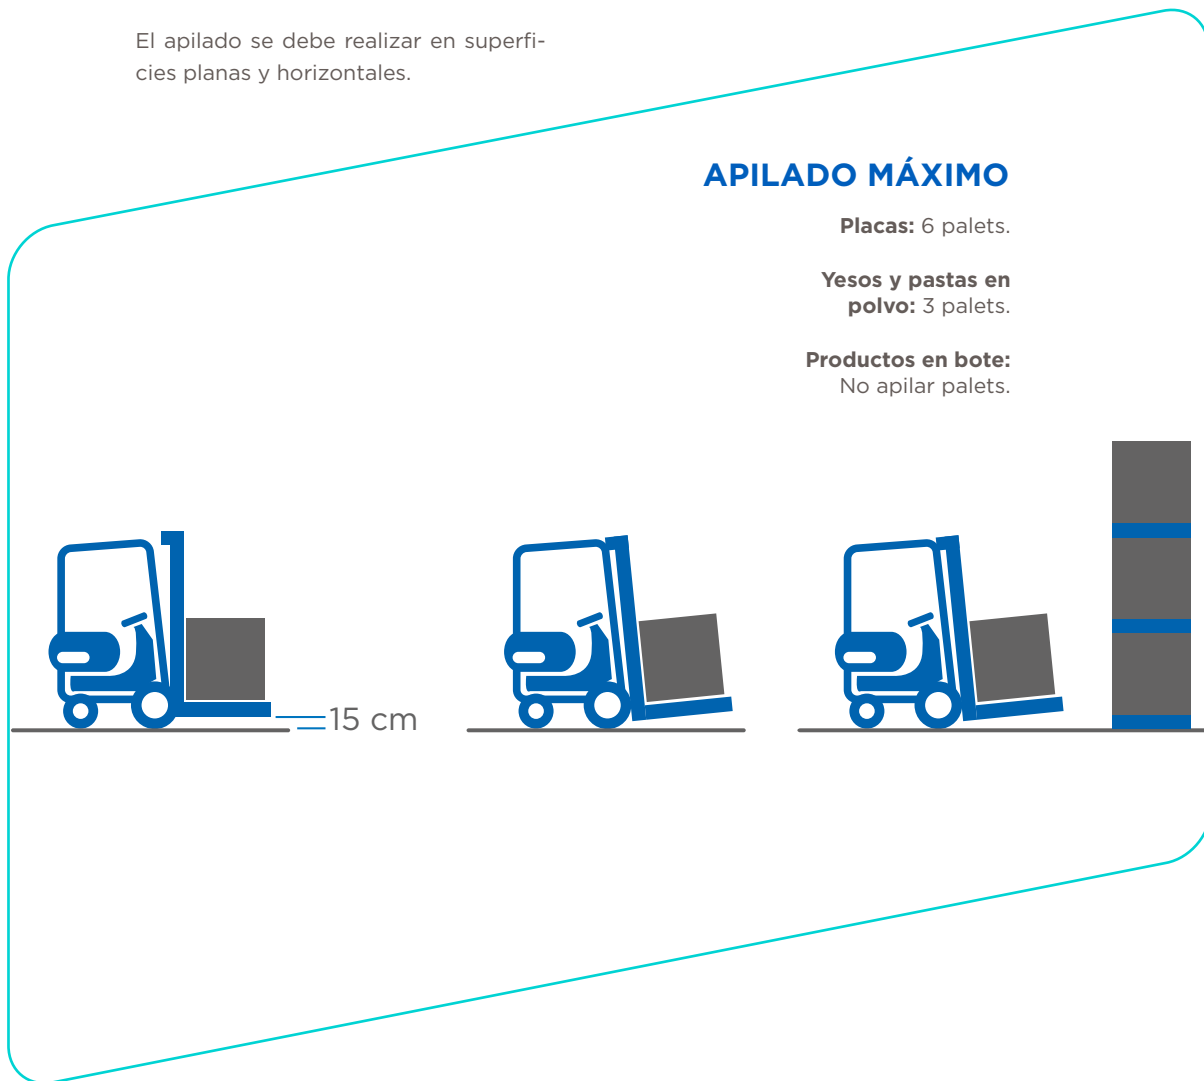 El apilado se debe realizar en superfi-
cies planas y horizontales.
APILADO MÁXIMO
Placas: 6 palets.
Yesos y pastas en
polvo: 3 palets.
Productos en bote:
No apilar palets.
15 cm